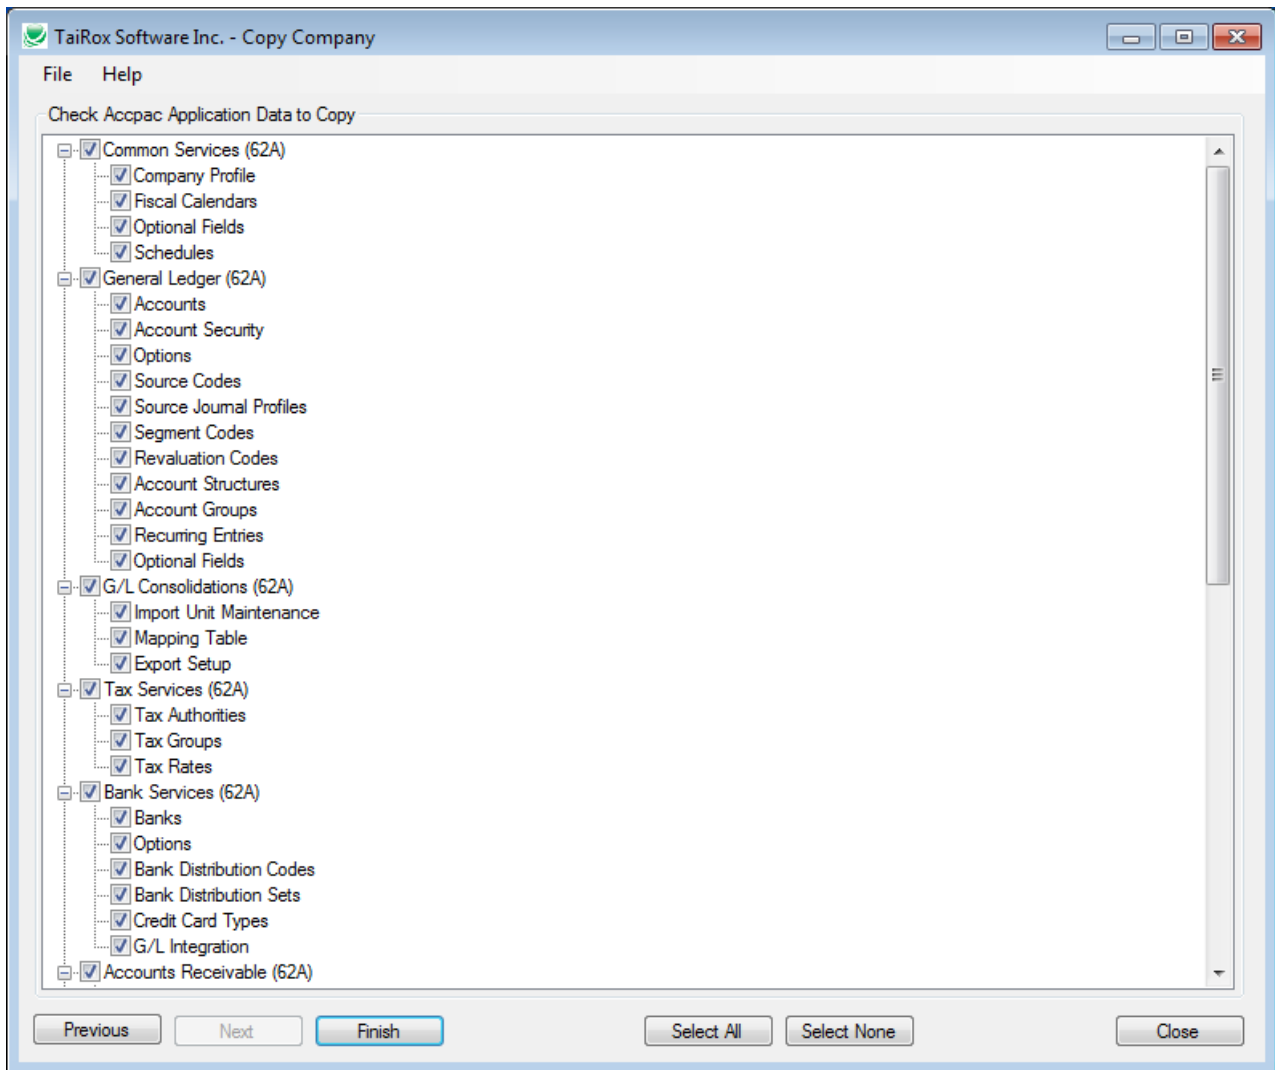 TaiRox Software Inc. - Copy Company
File Help
Check Accpac Application Data to Copy
Common Services (62A)
Company Profile
Fiscal Calendars
Optional Fields
Schedules
General Ledger (62A)
Accounts
Account Security
Options
Source Codes
Source Journal Profiles
Segment Codes
Revaluation Codes
Account Structures
Account Groups
Recurring Entries
Optional Fields
G/L Consolidations (62A)
Import Unit Maintenance
Mapping Table
Export Setup
Tax Services (62A)
Tax Authorities
Tax Groups
Tax Rates
Bank Services (62A)
Banks
Options
Bank Distribution Codes
Bank Distribution Sets
Credit Card Types
G/L Integration
Accounts Receivable (62A)
Previous Next Finish Select All Select None Close